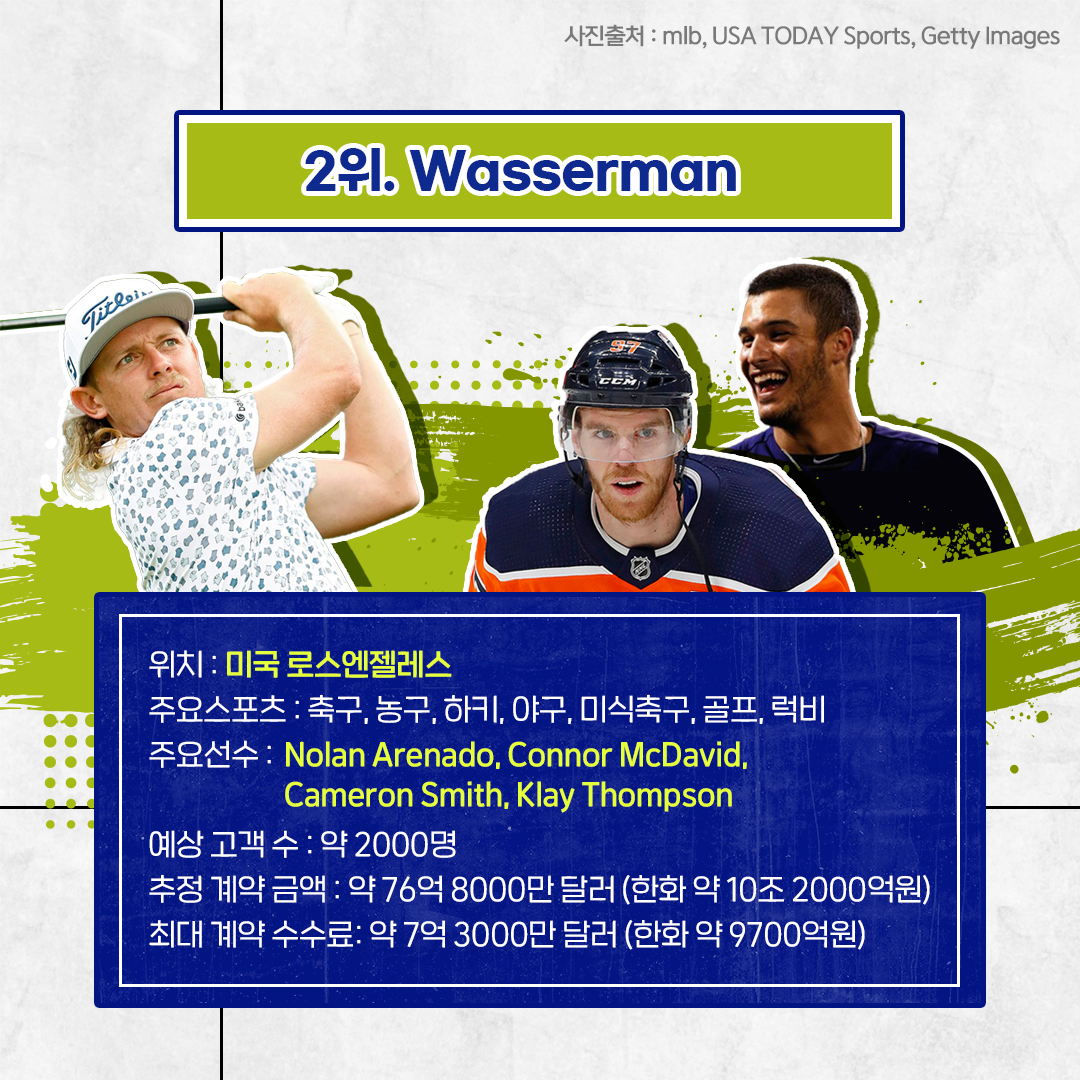 사진출처 : mlb, USA TODAY Sports, Getty Images
2위. Wasserman
Titleist
97
CCM
위치 : 미국 로스엔젤레스
주요스포츠 : 축구, 농구, 하키, 야구, 미식축구, 골프, 럭비
주요선수 : Nolan Arenado, Connor McDavid,
Cameron Smith, Klay Thompson
예상 고객 수 : 약 2000명
추정 계약 금액 : 약 76억 8000만 달러 (한화 약 10조 2000억원)
최대 계약 수수료: 약 7억 3000만 달러 (한화 약 9700억원)